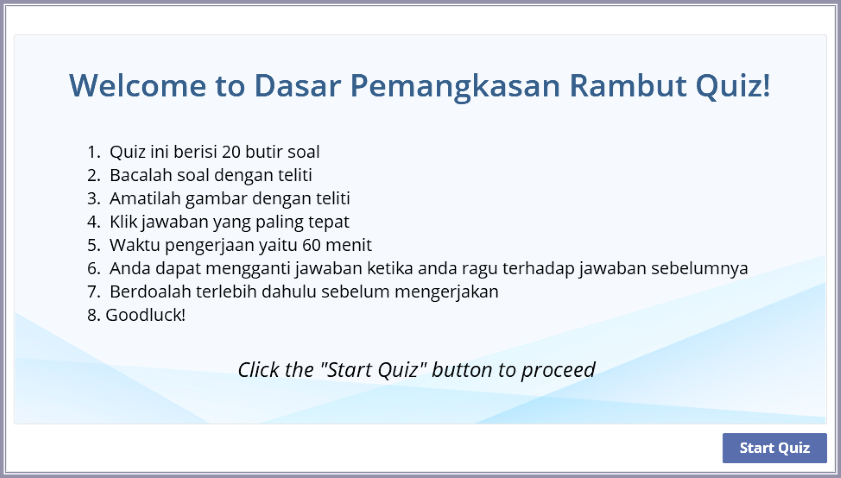 Welcome to Dasar Pemangkasan Rambut Quiz!
1. Quiz ini berisi 20 butir soal
2. Bacalah soal dengan teliti
3. Amatilah gambar dengan teliti
4. Klik jawaban yang paling tepat
5. Waktu pengerjaan yaitu 60 menit
6. Anda dapat mengganti jawaban ketika anda ragu terhadap jawaban sebelumnya
7. Berdoalah terlebih dahulu sebelum mengerjakan
8. Goodluck!
Click the "Start Quiz" button to proceed
Start Quiz